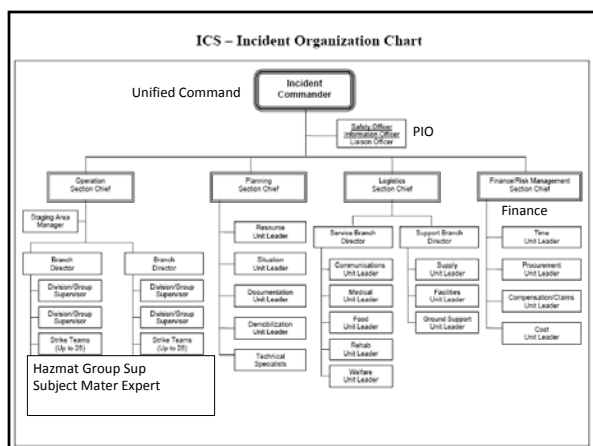 ICS – Incident Organization Chart
Unified Command
Incident
Commander
Safety Officer
Information Officer
Liaison Officer
PIO
Operation
Section Chief
Planning
Section Chief
Logistics
Section Chief
Finance/Risk Management
Section Chief
Finance
Staging Area
Manager
Branch
Director
Division/Group
Supervisor
Division/Group
Supervisor
Strike Teams
(Up to 25)
Branch
Director
Division/Group
Supervisor
Division/Group
Supervisor
Strike Teams
(Up to 25)
Hazmat Group Sup
Subject Mater Expert
Resource
Unit Leader
Situation
Unit Leader
Documentation
Unit Leader
Demobilization
Unit Leader
Technical
Specialists
Service Branch
Director
Communications
Unit Leader
Medical
Unit Leader
Food
Unit Leader
Rehab
Unit Leader
Welfare
Unit Leader
Support Branch
Director
Supply
Unit Leader
Facilities
Unit Leader
Ground Support
Unit Leader
Time
Unit Leader
Procurement
Unit Leader
Compensation/Claims
Unit Leader
Cost
Unit Leader